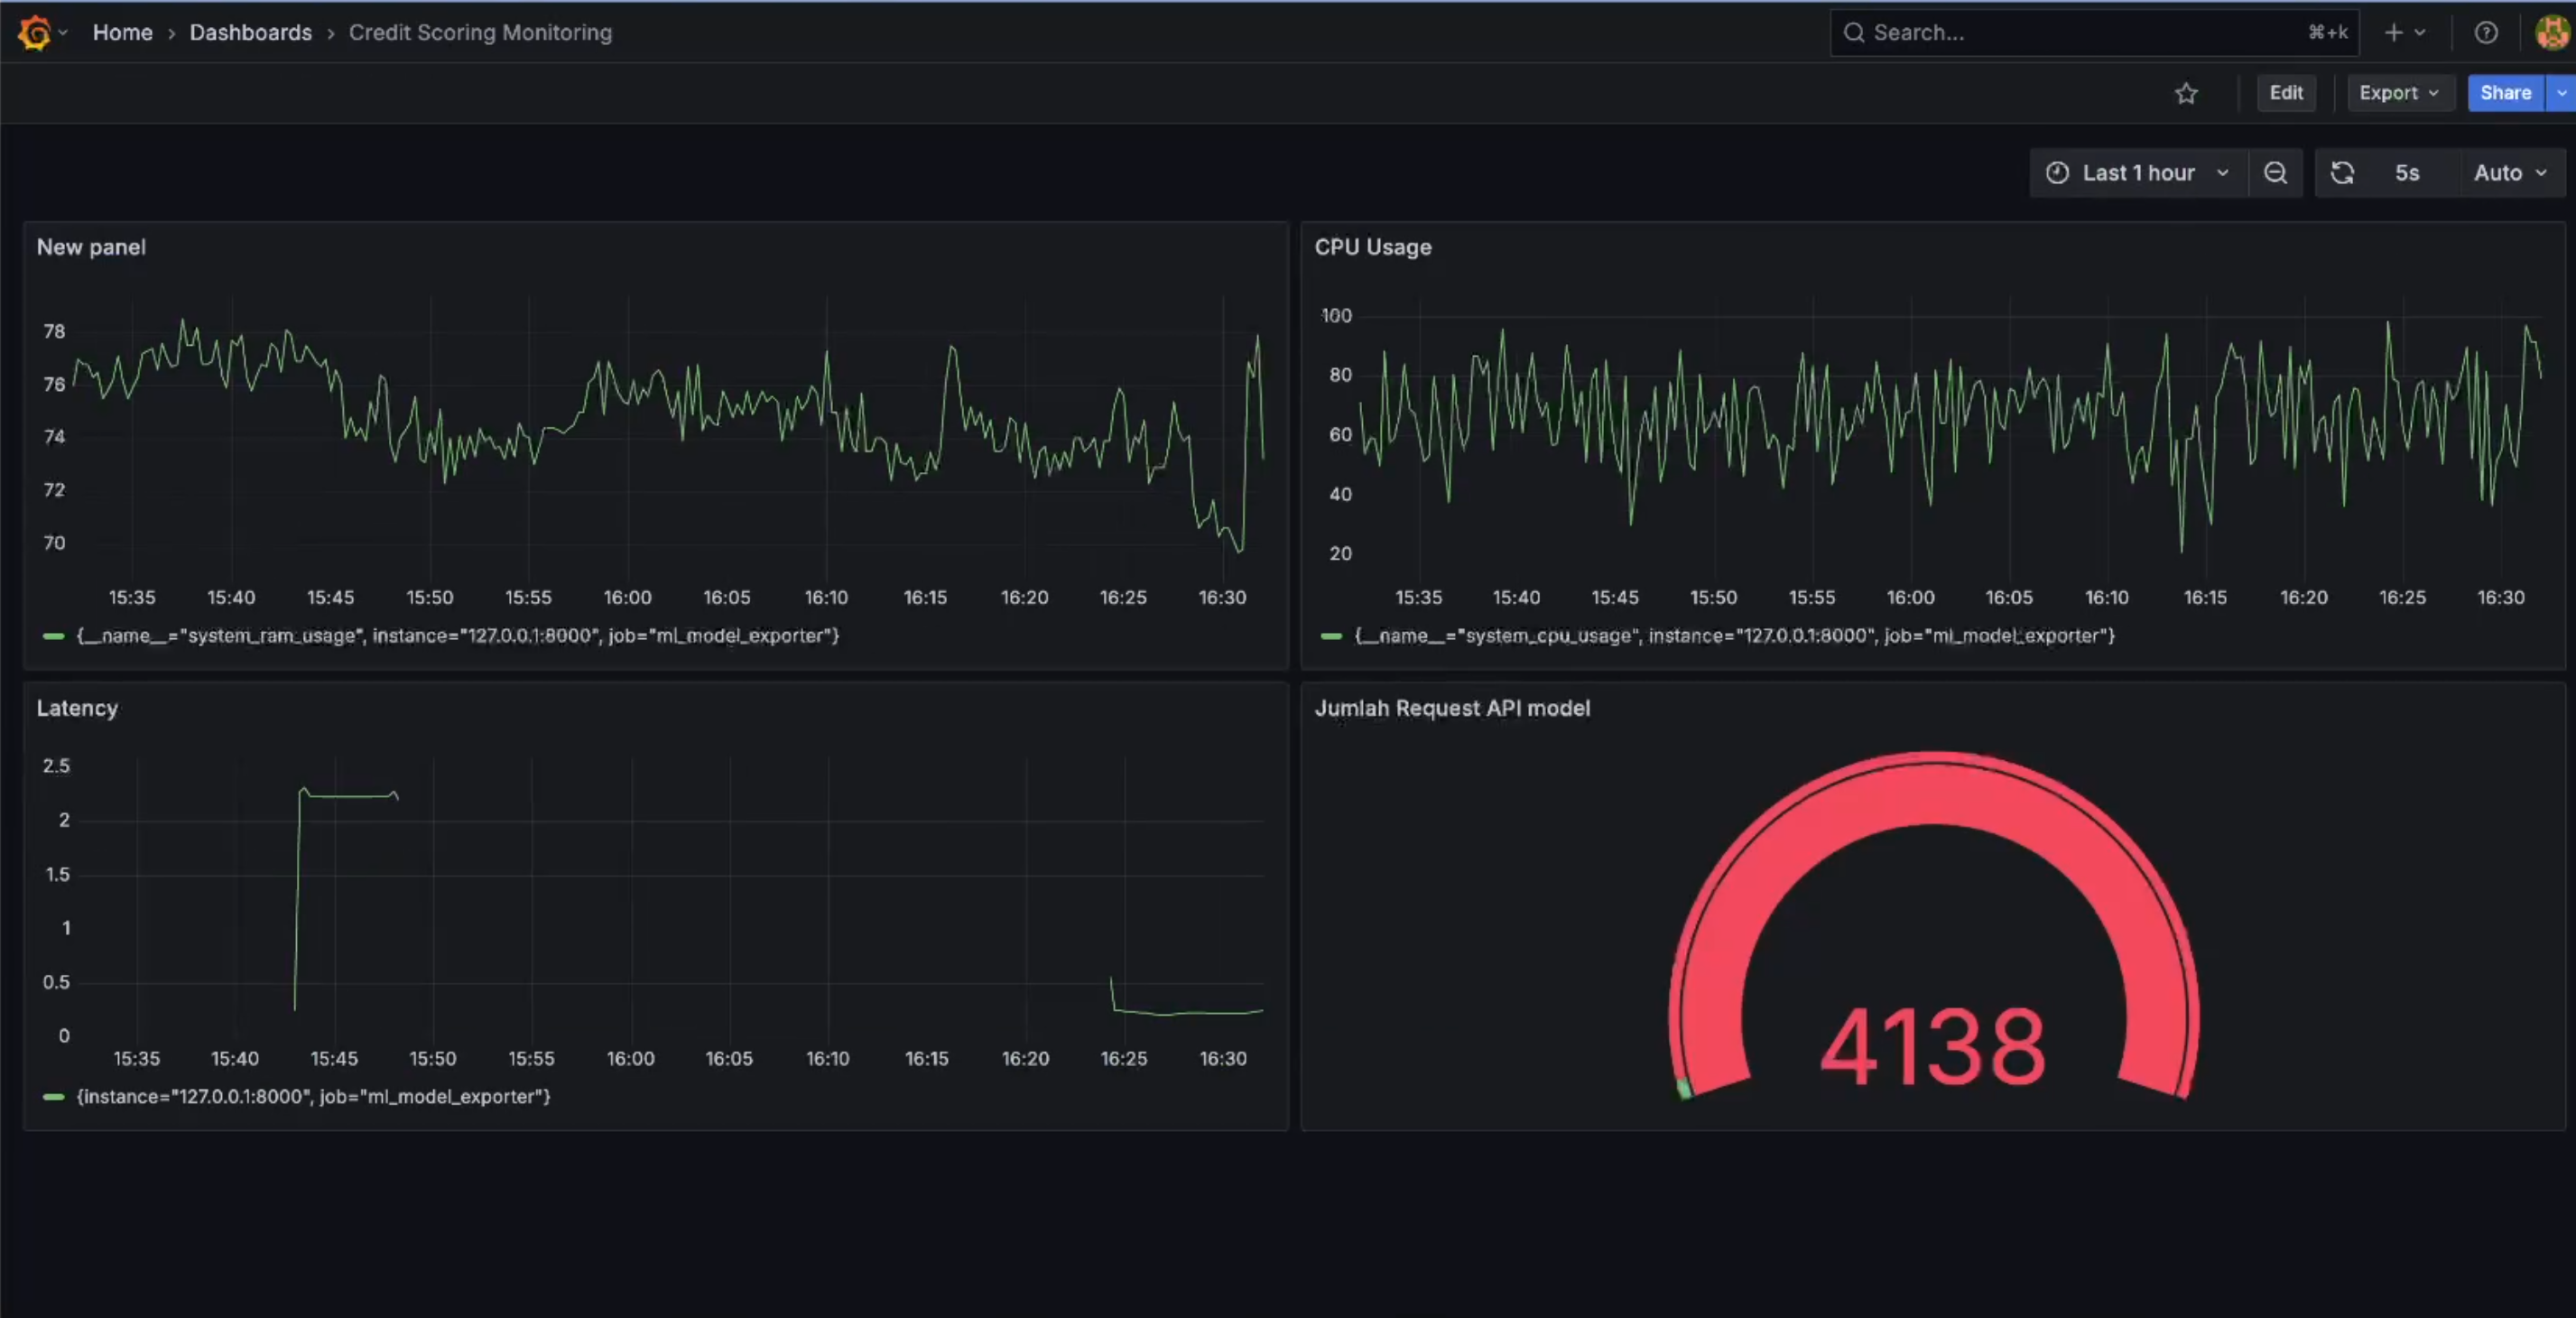 Home › Dashboards › Credit Scoring Monitoring
Search... ⌘+k
Edit Export Share
Last 1 hour 5s Auto
New panel
78
76
74
72
70
15:35 15:40 15:45 15:50 15:55 16:00 16:05 16:10 16:15 16:20 16:25 16:30
{__name__="system_ram_usage", instance="127.0.0.1:8000", job="ml_model_exporter"}
CPU Usage
100
80
60
40
20
15:35 15:40 15:45 15:50 15:55 16:00 16:05 16:10 16:15 16:20 16:25 16:30
{__name__="system_cpu_usage", instance="127.0.0.1:8000", job="ml_model_exporter"}
Latency
2.5
2
1.5
1
0.5
0
15:35 15:40 15:45 15:50 15:55 16:00 16:05 16:10 16:15 16:20 16:25 16:30
{instance="127.0.0.1:8000", job="ml_model_exporter"}
Jumlah Request API model
4138